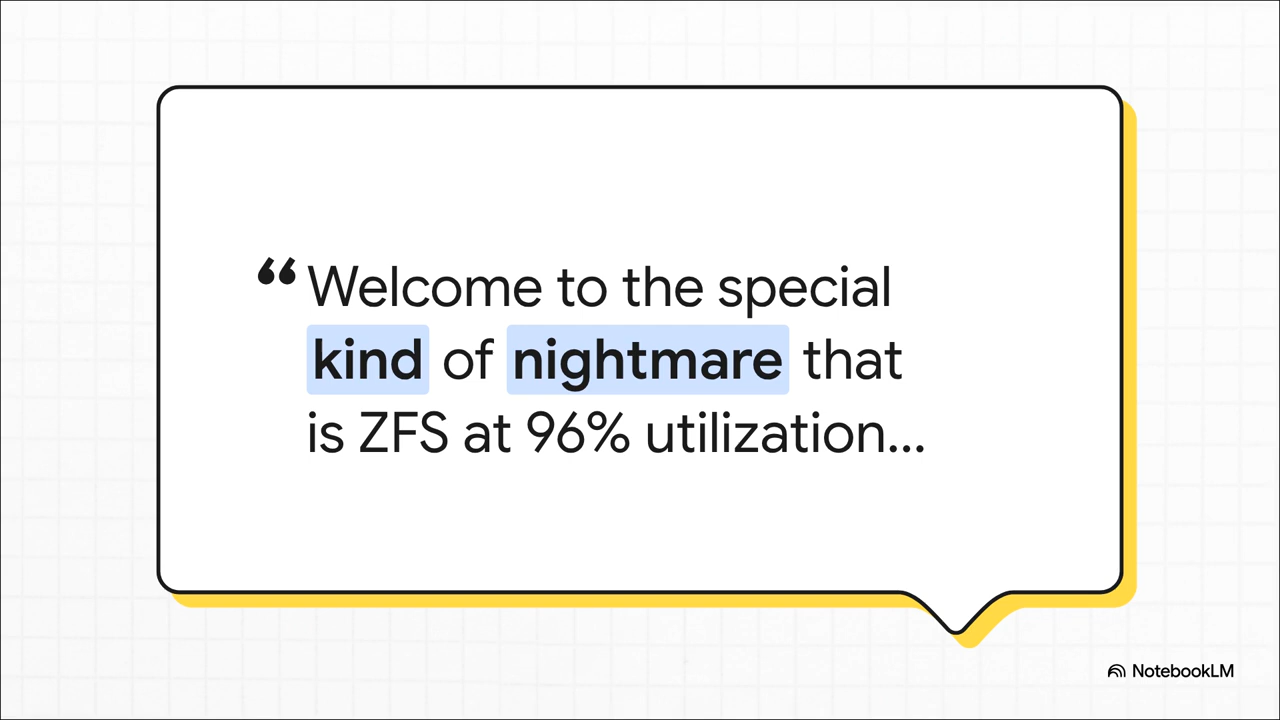 “Welcome to the special
kind of nightmare that
is ZFS at 96% utilization...
NotebookLM